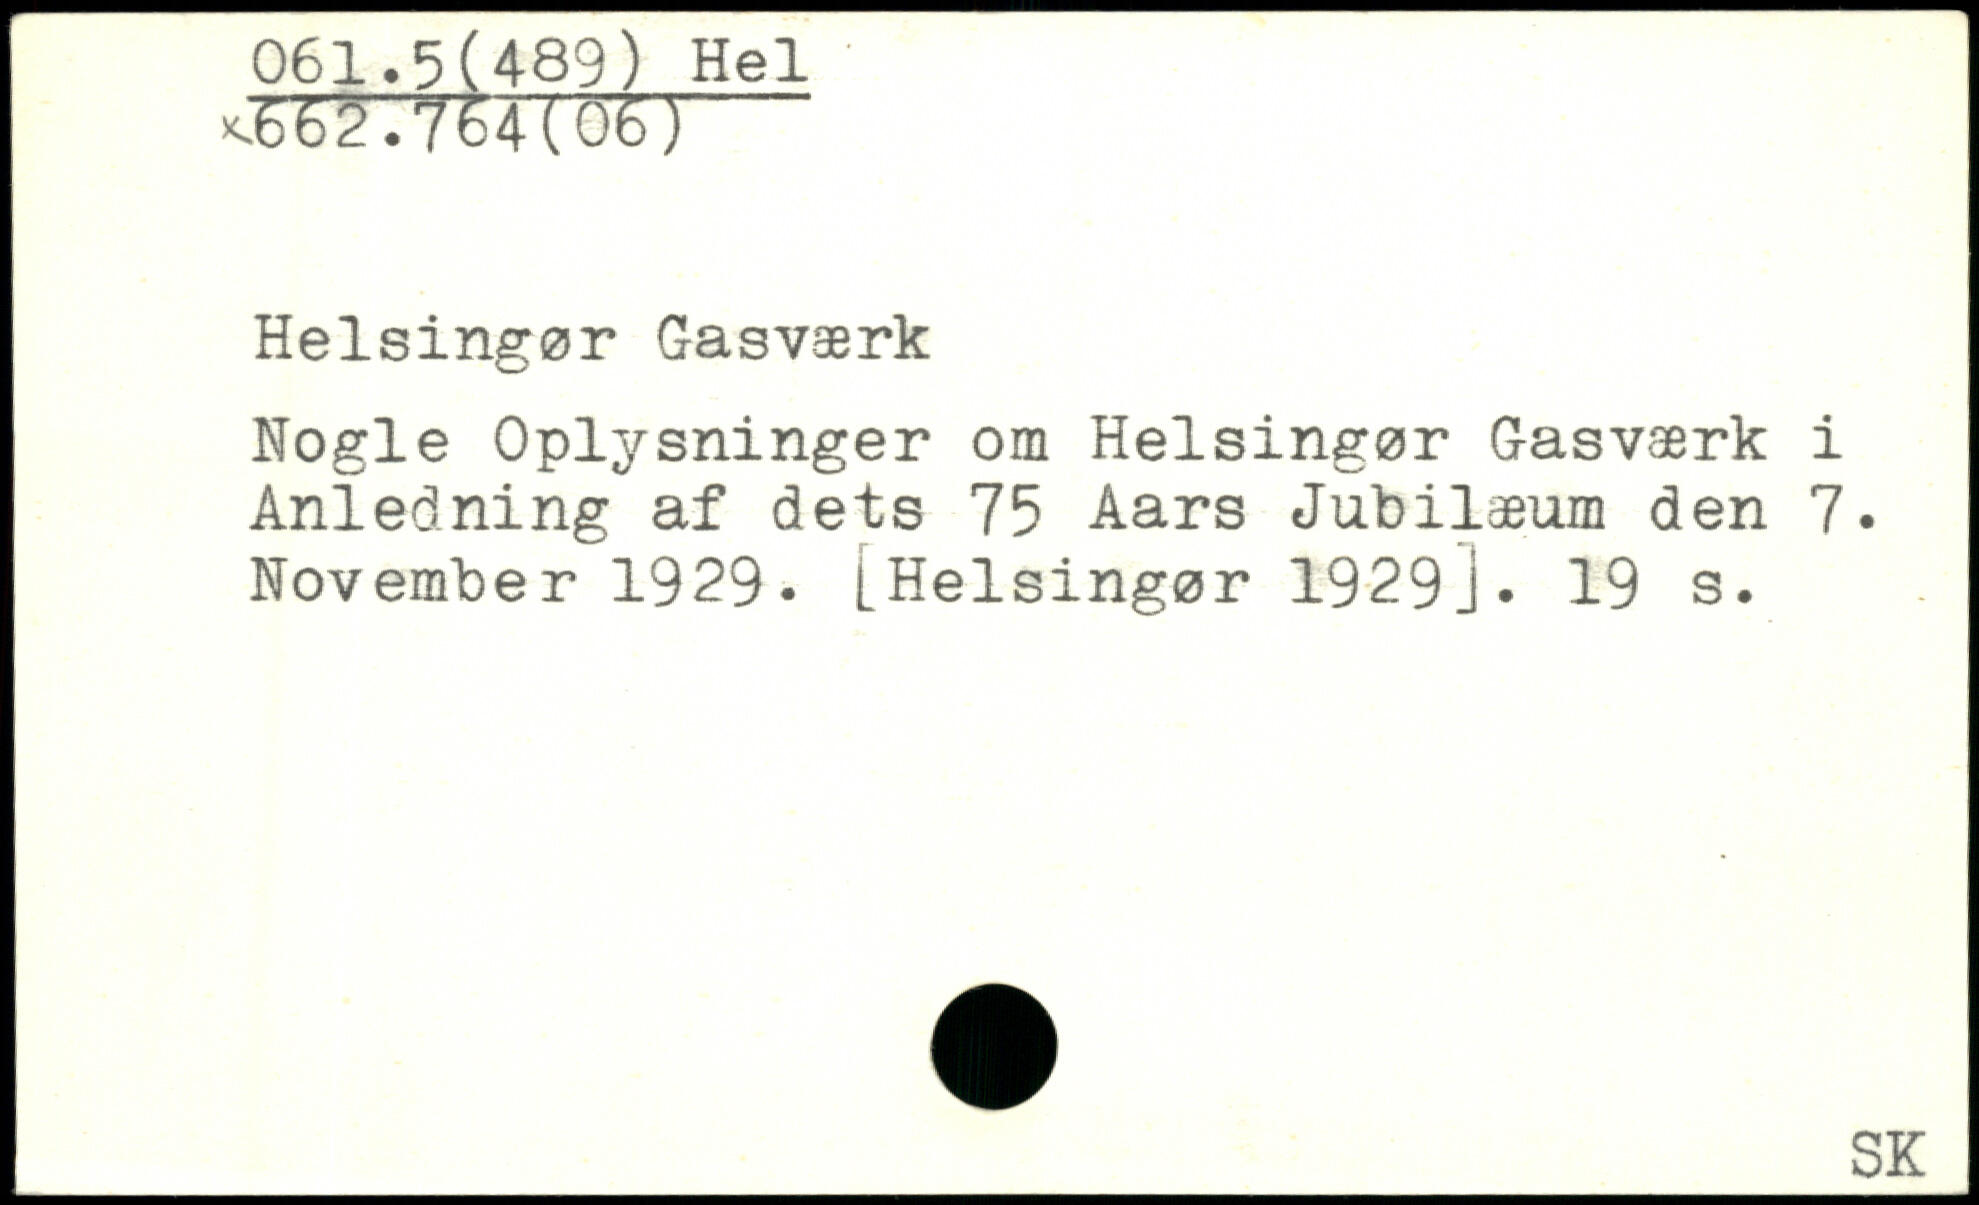 061.5(489) Hel
x662.764(06)
Helsingør Gasværk
Nogle Oplysninger om Helsingør Gasværk i
Anledning af dets 75 Aars Jubilæum den 7.
November 1929. [Helsingør 1929]. 19 s.
SK